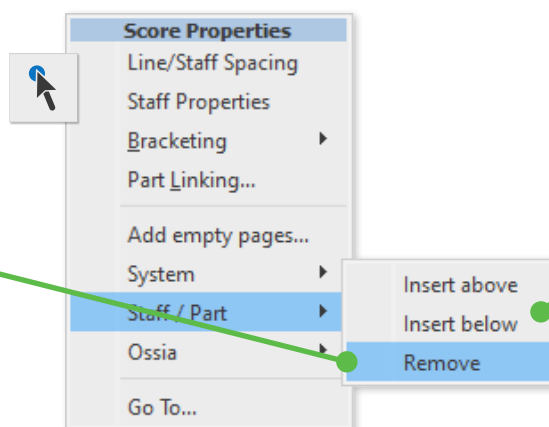 Score Properties
Line/Staff Spacing
Staff Properties
Bracketing
Part Linking...
Add empty pages...
System
Staff / Part
Ossia
Go To...
Insert above
Insert below
Remove